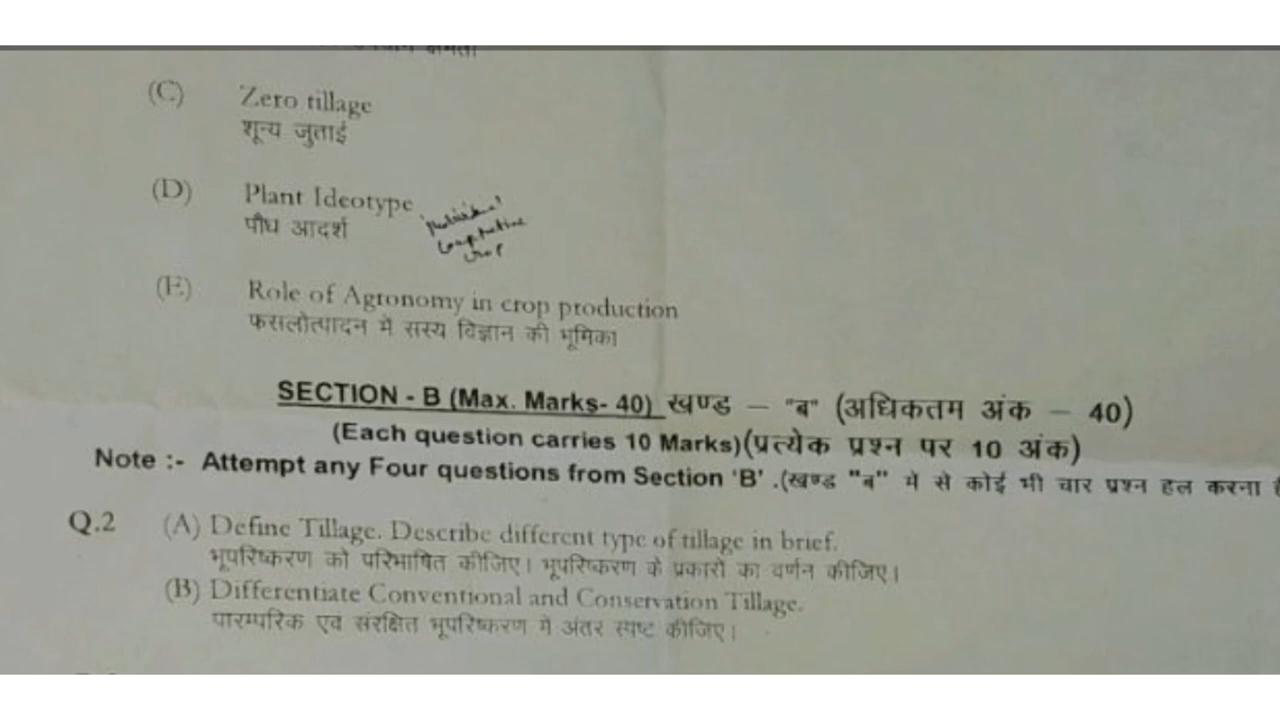 क्षमता
(C) Zero tillage
शून्य जुताई
(D) Plant Ideotype
पौध आदर्श
(E) Role of Agronomy in crop production
फसलोत्पादन में सस्य विज्ञान की भूमिका
SECTION - B (Max. Marks- 40) खण्ड – "ब" (अधिकतम अंक – 40)
(Each question carries 10 Marks)(प्रत्येक प्रश्न पर 10 अंक)
Note :- Attempt any Four questions from Section 'B' .(खण्ड "ब" में से कोई भी चार प्रश्न हल करना
Q.2 (A) Define Tillage. Describe different type of tillage in brief.
भूपरिष्करण को परिभाषित कीजिए। भूपरिष्करण के प्रकारों का वर्णन कीजिए।
(B) Differentiate Conventional and Conservation Tillage.
पारम्परिक एव संरक्षित भूपरिष्करण में अंतर स्पष्ट कीजिए।